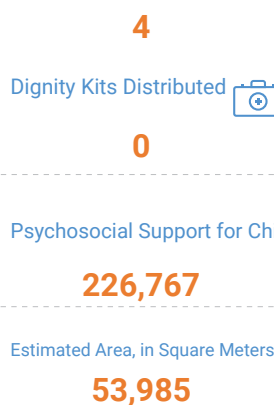 4
Dignity Kits Distributed
0
Psychosocial Support for Ch
226,767
Estimated Area, in Square Meters
53,985